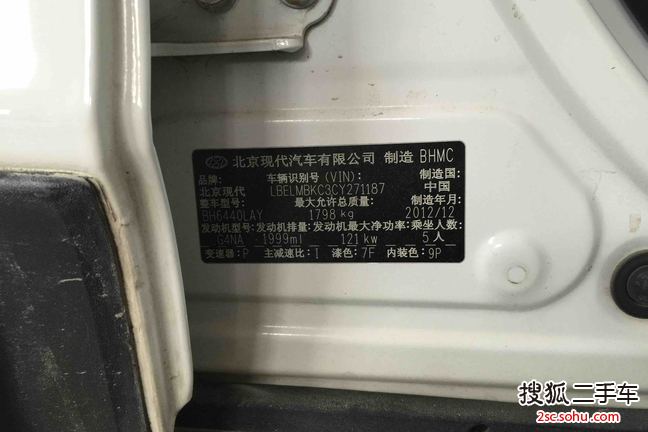 北京现代汽车有限公司 制造 BHMC
品牌: 车辆识别号 (VIN): 制造国:
北京现代 LBELMBKC3CY271187 中国
整车型号: 最大允许总质量: 制造年月:
BH6440LAY 1798 kg 2012/12
发动机型号: 发动机排量: 发动机最大净功率: 乘坐人数:
G4NA 1999ml 121 kw 5 人
变速器: P 主减速比: I 漆色: 7F 内装色: 9P
搜狐二手车
2sc.sohu.com